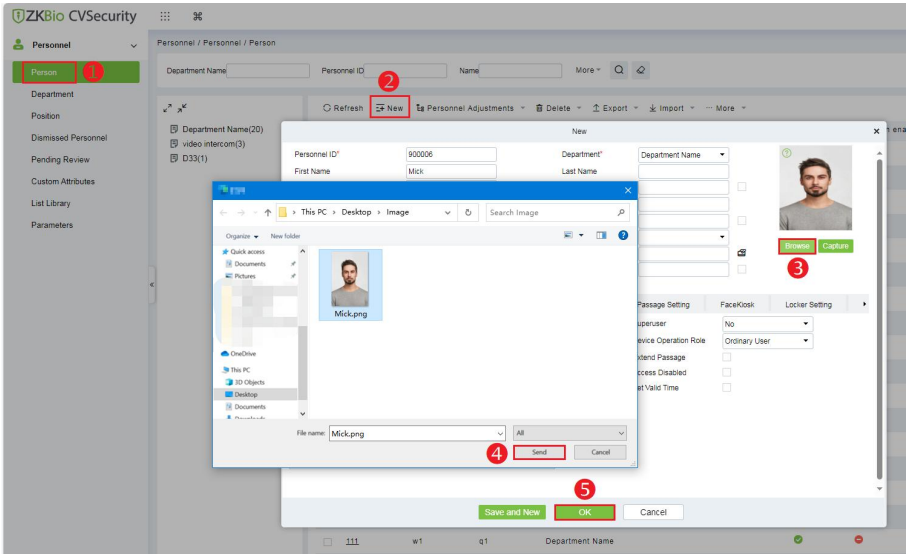 ZKBio CVSecurity
Personnel
Personnel / Personnel / Person
Person
1
Department
Position
Dismissed Personnel
Pending Review
Custom Attributes
List Library
Parameters
Department Name
Personnel ID
Name
More
2
Refresh
New
Personnel Adjustments
Delete
Export
Import
More
Department Name(20)
video intercom(3)
D33(1)
New
Personnel ID*
900006
Department*
Department Name
First Name
Mick
Last Name
Browse
Capture
3
This PC > Desktop > Image
Search Image
Organize
New folder
Quick access
Documents
Pictures
OneDrive
This PC
3D Objects
Desktop
Documents
Mick.png
File name:
Mick.png
All
4
Send
Cancel
Passage Setting
FaceKiosk
Locker Setting
uperuser
No
evice Operation Role
Ordinary User
xtend Passage
ccess Disabled
et Valid Time
5
Save and New
OK
Cancel
111
w1
q1
Department Name